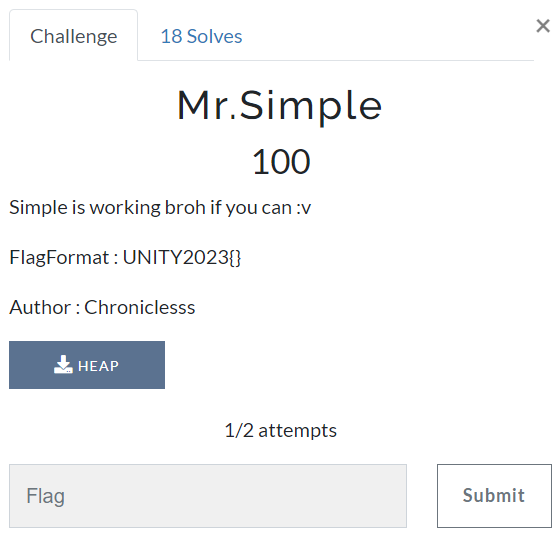 Challenge
18 Solves
×
Mr.Simple
100
Simple is working broh if you can :v
FlagFormat : UNITY2023{}
Author : Chroniclesss
HEAP
1/2 attempts
Flag
Submit